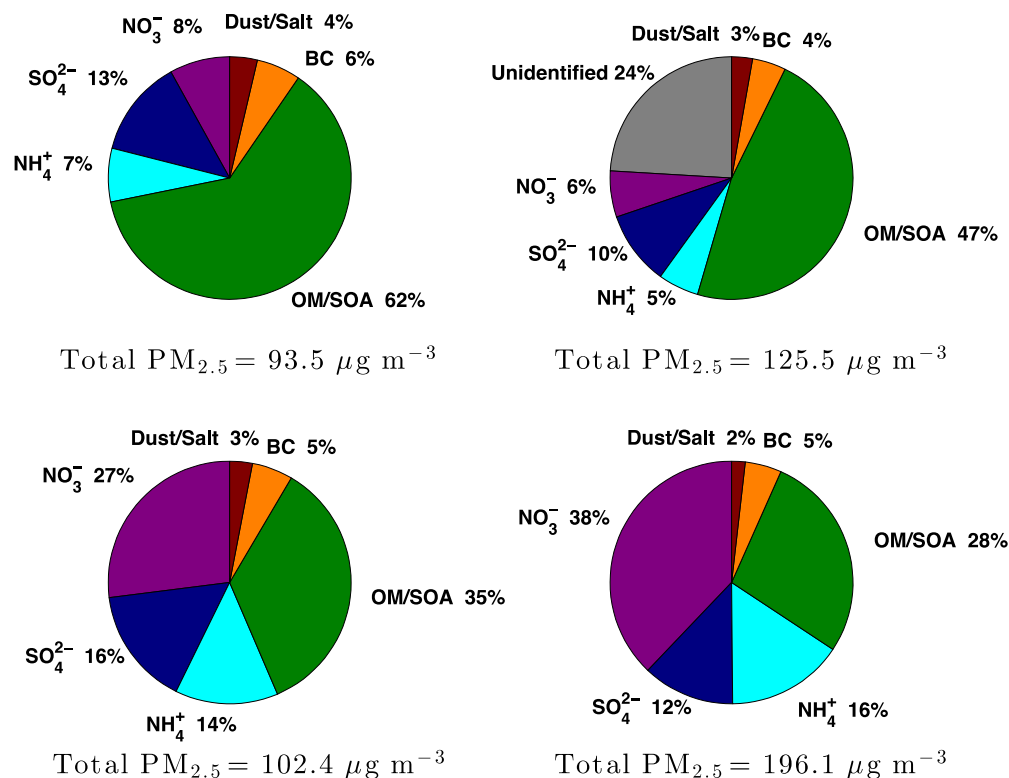 NO₃⁻ 8%
Dust/Salt 4%
BC 6%
SO₄²⁻ 13%
NH₄⁺ 7%
OM/SOA 62%
Total PM₂.₅ = 93.5 μg m⁻³
Dust/Salt 3%
BC 4%
Unidentified 24%
NO₃⁻ 6%
OM/SOA 47%
SO₄²⁻ 10%
NH₄⁺ 5%
Total PM₂.₅ = 125.5 μg m⁻³
Dust/Salt 3%
BC 5%
NO₃⁻ 27%
OM/SOA 35%
SO₄²⁻ 16%
NH₄⁺ 14%
Total PM₂.₅ = 102.4 μg m⁻³
Dust/Salt 2%
BC 5%
NO₃⁻ 38%
OM/SOA 28%
SO₄²⁻ 12%
NH₄⁺ 16%
Total PM₂.₅ = 196.1 μg m⁻³